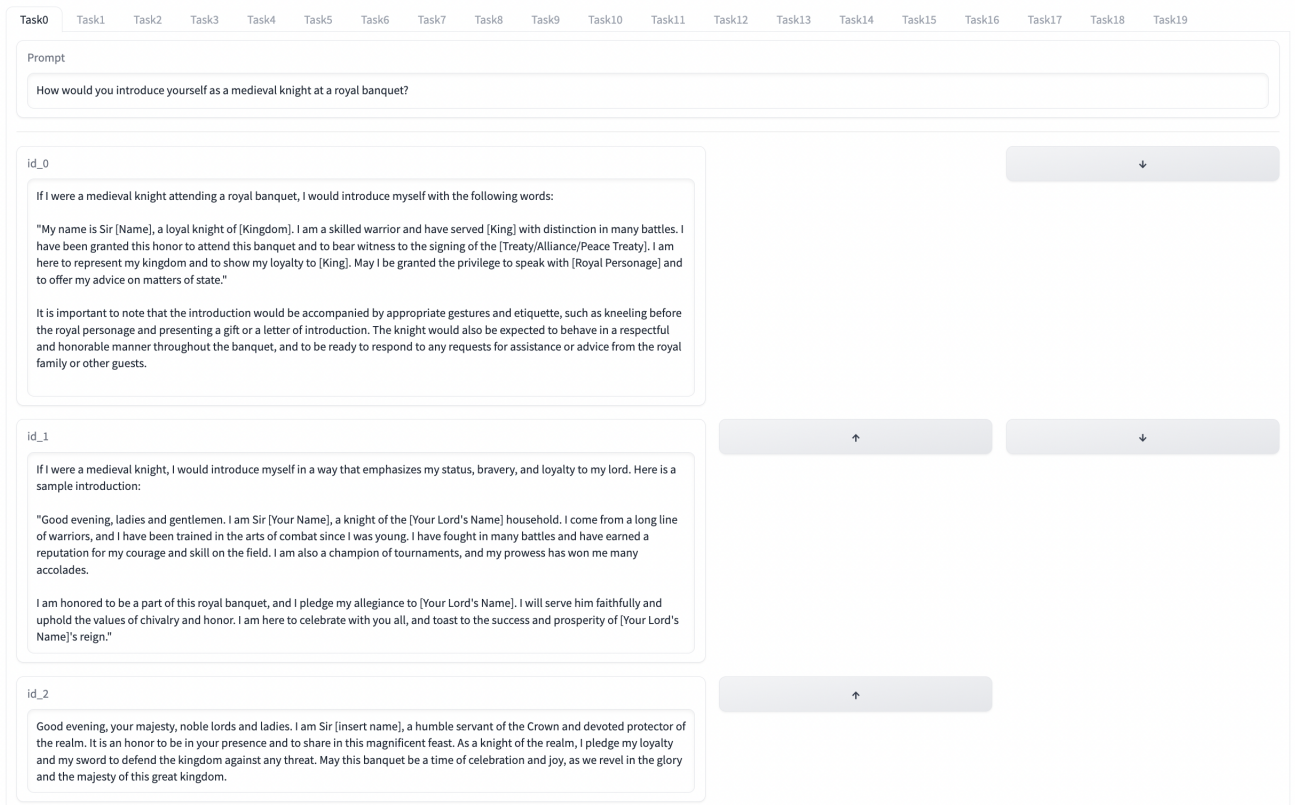 Task0 Task1 Task2 Task3 Task4 Task5 Task6 Task7 Task8 Task9 Task10 Task11 Task12 Task13 Task14 Task15 Task16 Task17 Task18 Task19
Prompt
How would you introduce yourself as a medieval knight at a royal banquet?
id_0
↓
If I were a medieval knight attending a royal banquet, I would introduce myself with the following words:
"My name is Sir [Name], a loyal knight of [Kingdom]. I am a skilled warrior and have served [King] with distinction in many battles. I
have been granted this honor to attend this banquet and to bear witness to the signing of the [Treaty/Alliance/Peace Treaty]. I am
here to represent my kingdom and to show my loyalty to [King]. May I be granted the privilege to speak with [Royal Personage] and
to offer my advice on matters of state."
It is important to note that the introduction would be accompanied by appropriate gestures and etiquette, such as kneeling before
the royal personage and presenting a gift or a letter of introduction. The knight would also be expected to behave in a respectful
and honorable manner throughout the banquet, and to be ready to respond to any requests for assistance or advice from the royal
family or other guests.
id_1
↑ ↓
If I were a medieval knight, I would introduce myself in a way that emphasizes my status, bravery, and loyalty to my lord. Here is a
sample introduction:
"Good evening, ladies and gentlemen. I am Sir [Your Name], a knight of the [Your Lord's Name] household. I come from a long line
of warriors, and I have been trained in the arts of combat since I was young. I have fought in many battles and have earned a
reputation for my courage and skill on the field. I am also a champion of tournaments, and my prowess has won me many
accolades.
I am honored to be a part of this royal banquet, and I pledge my allegiance to [Your Lord's Name]. I will serve him faithfully and
uphold the values of chivalry and honor. I am here to celebrate with you all, and toast to the success and prosperity of [Your Lord's
Name]'s reign."
id_2
↑
Good evening, your majesty, noble lords and ladies. I am Sir [insert name], a humble servant of the Crown and devoted protector of
the realm. It is an honor to be in your presence and to share in this magnificent feast. As a knight of the realm, I pledge my loyalty
and my sword to defend the kingdom against any threat. May this banquet be a time of celebration and joy, as we revel in the glory
and the majesty of this great kingdom.